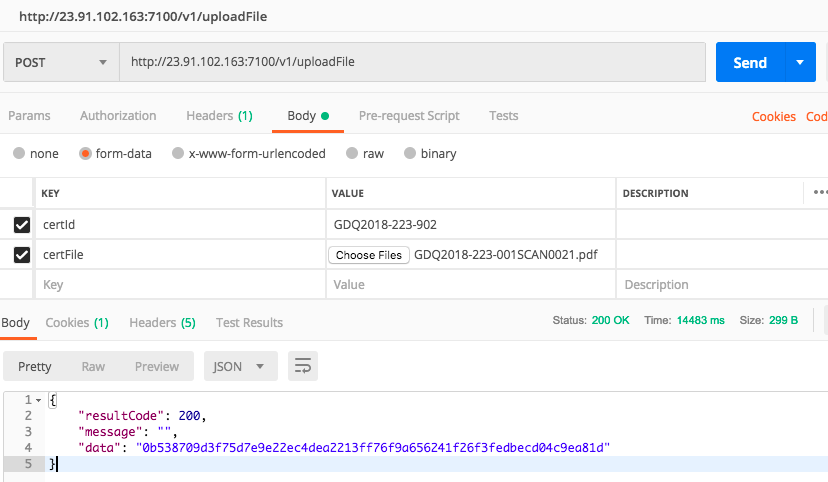 http://23.91.102.163:7100/v1/uploadFile
POST http://23.91.102.163:7100/v1/uploadFile Send
Params Authorization Headers (1) Body Pre-request Script Tests Cookies Cod
none form-data x-www-form-urlencoded raw binary
KEY VALUE DESCRIPTION
certId GDQ2018-223-902
certFile Choose Files GDQ2018-223-001SCAN0021.pdf
Key Value Description
Body Cookies (1) Headers (5) Test Results Status: 200 OK Time: 14483 ms Size: 299 B
Pretty Raw Preview JSON
1 {
2 "resultCode": 200,
3 "message": "",
4 "data": "0b538709d3f75d7e9e22ec4dea2213ff76f9a656241f26f3fedbecd04c9ea81d"
5 }